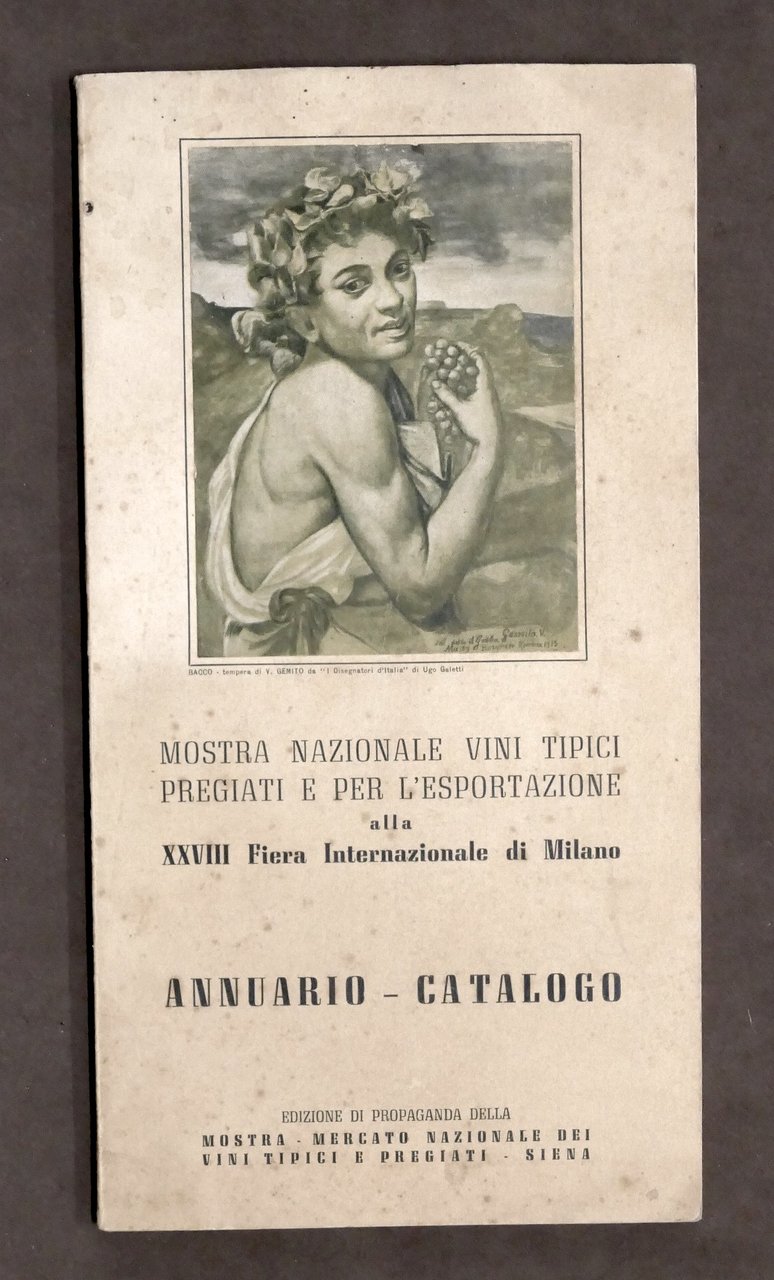 Gemito V.
BACCO - tempera di V. GEMITO da "I Disegnatori d'Italia" di Ugo Galetti
MOSTRA NAZIONALE VINI TIPICI
PREGIATI E PER L'ESPORTAZIONE
alla
XXVIII Fiera Internazionale di Milano
ANNUARIO - CATALOGO
EDIZIONE DI PROPAGANDA DELLA
MOSTRA - MERCATO NAZIONALE DEI
VINI TIPICI E PREGIATI - SIENA